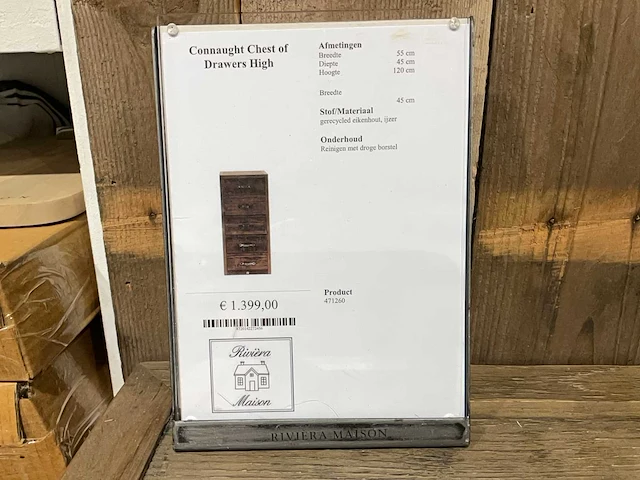 Connaught Chest of
Drawers High
Afmetingen
Breedte 55 cm
Diepte 45 cm
Hoogte 120 cm
Breedte
45 cm
Stof/Materiaal
gerecycled eikenhout, ijzer
Onderhoud
Reinigen met droge borstel
€ 1.399,00
Product
471260
Rivièra
Maison
RIVIÈRA MAISON